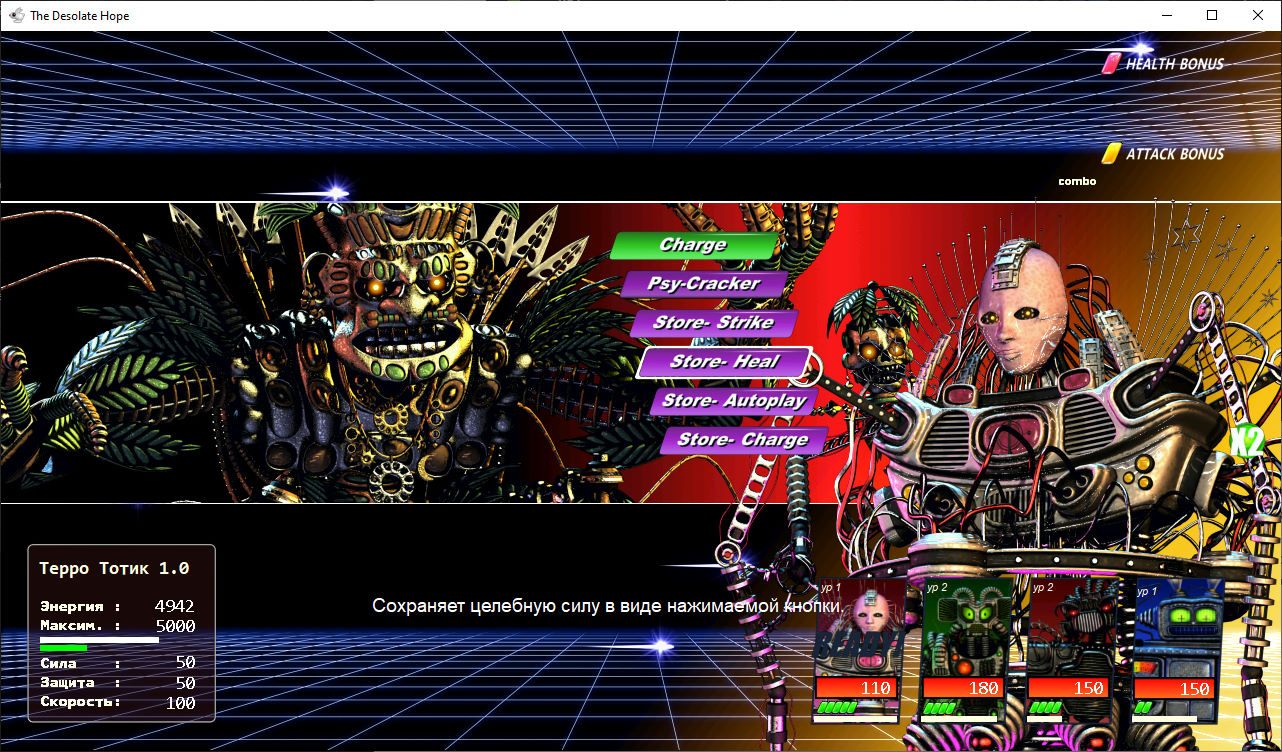 The Desolate Hope
HEALTH BONUS
ATTACK BONUS
combo
Charge
Psy-Cracker
Store- Strike
Store- Heal
Store- Autoplay
Store- Charge
X2
Терро Тотик 1.0
Энергия : 4942
Максим. : 5000
Сила : 50
Защита : 50
Скорость: 100
Сохраняет целебную силу в виде нажимаемой кнопки.
ур 1
ур 2
ур 2
ур 1
READY!
110
180
150
150